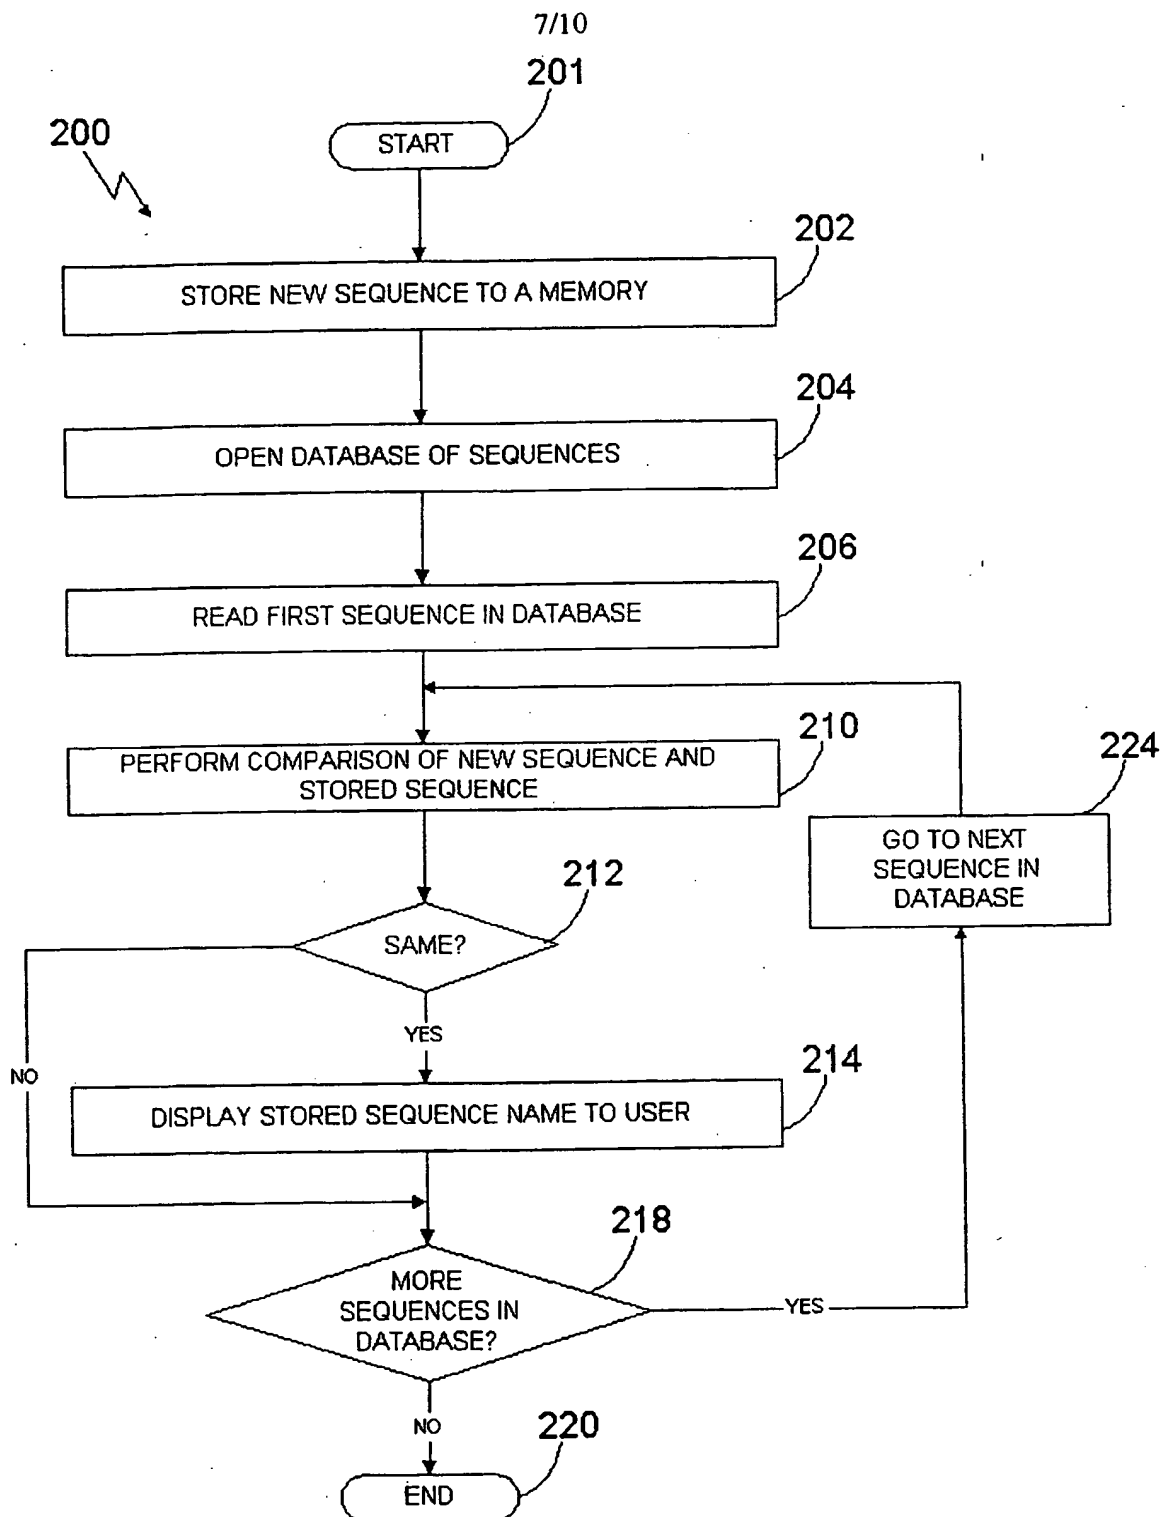 7/10
201
200
START
202
STORE NEW SEQUENCE TO A MEMORY
204
OPEN DATABASE OF SEQUENCES
206
READ FIRST SEQUENCE IN DATABASE
210
PERFORM COMPARISON OF NEW SEQUENCE AND
STORED SEQUENCE
224
GO TO NEXT
SEQUENCE IN
DATABASE
212
SAME?
YES
NO
214
DISPLAY STORED SEQUENCE NAME TO USER
218
MORE
SEQUENCES IN
DATABASE?
YES
NO
220
END